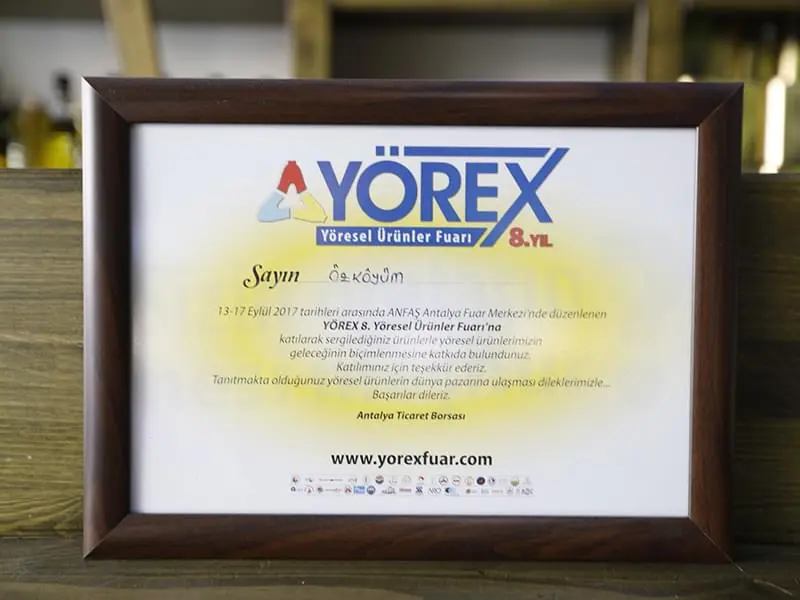 YÖREX
Yöresel Ürünler Fuarı
8.YIL
Sayın ÖZKÖYÜM
13-17 Eylül 2017 tarihleri arasında ANFAŞ Antalya Fuar Merkezi'nde düzenlenen
YÖREX 8. Yöresel Ürünler Fuarı'na
katılarak sergilediğiniz ürünlerle yöresel ürünlerimizin
geleceğinin biçimlenmesine katkıda bulundunuz.
Katılımınız için teşekkür ederiz.
Tanıtmakta olduğunuz yöresel ürünlerin dünya pazarına ulaşması dileklerimizle...
Başarılar dileriz.
Antalya Ticaret Borsası
www.yorexfuar.com